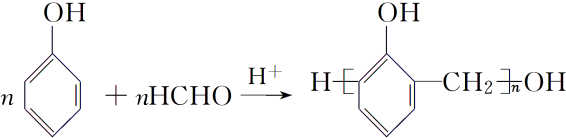 OH OH
n + nHCHO H+ H[ CH2]nOH